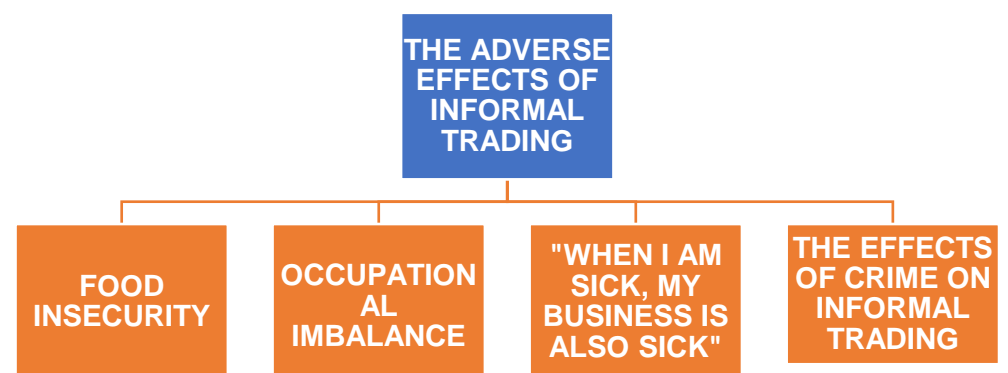 THE ADVERSE
EFFECTS OF
INFORMAL
TRADING
FOOD
INSECURITY
OCCUPATION
AL
IMBALANCE
"WHEN I AM
SICK, MY
BUSINESS IS
ALSO SICK"
THE EFFECTS
OF CRIME ON
INFORMAL
TRADING